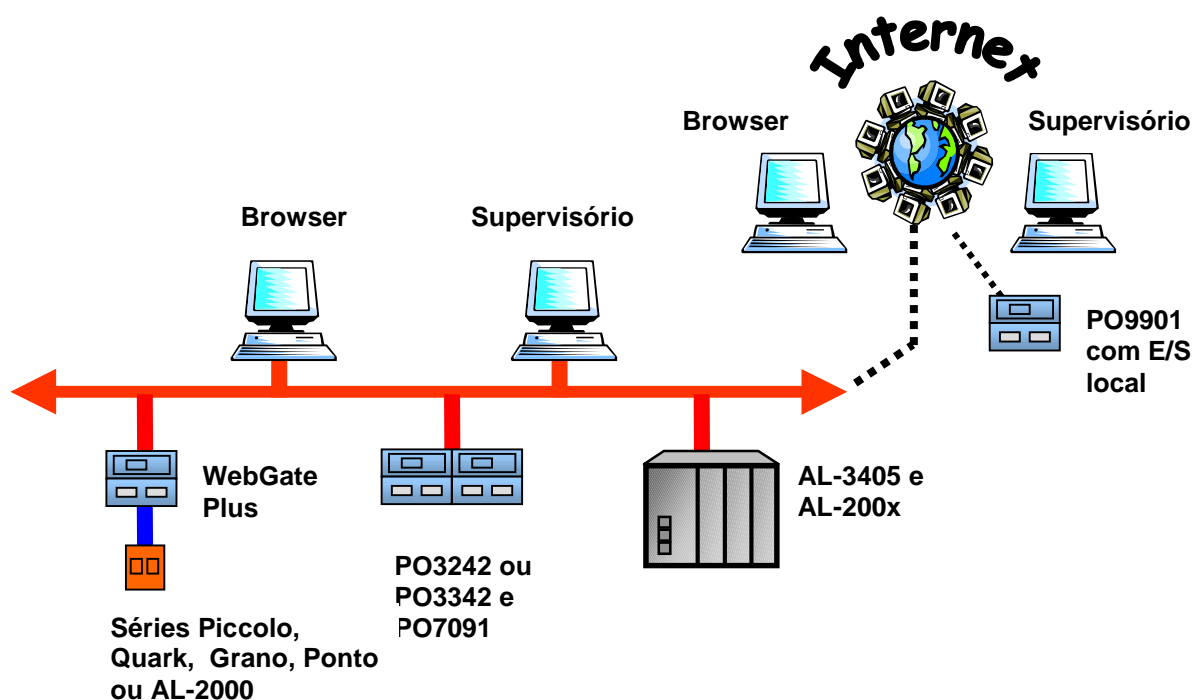 Internet
Browser
Supervisório
Browser
Supervisório
PO9901
com E/S
local
WebGate
Plus
AL-3405 e
AL-200x
PO3242 ou
PO3342 e
PO7091
Séries Piccolo,
Quark, Grano, Ponto
ou AL-2000